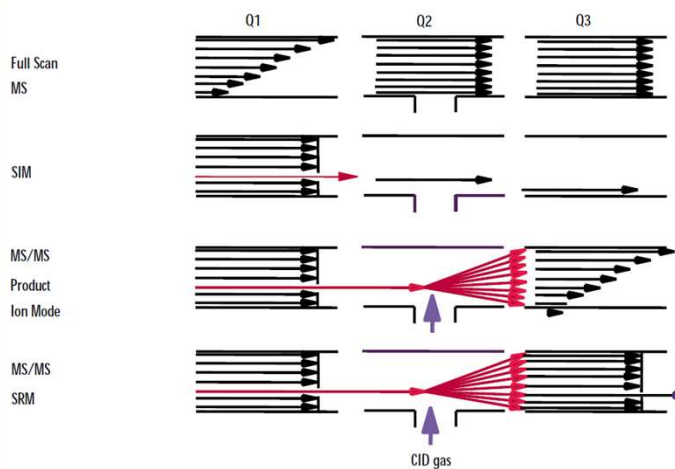 Q1 Q2 Q3
Full Scan
MS
SIM
MS/MS
Product
Ion Mode
MS/MS
SRM
CID gas